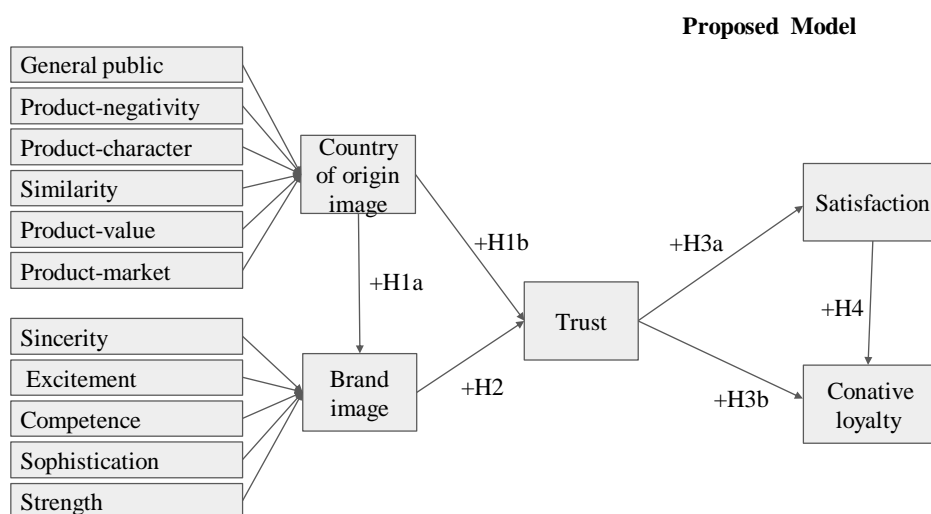 Proposed Model
General public
Product-negativity
Product-character
Similarity
Product-value
Product-market
Country
of origin
image
+H1a
+H1b
Sincerity
Excitement
Competence
Sophistication
Strength
Brand
image
+H2
Trust
+H3a
+H3b
Satisfaction
+H4
Conative
loyalty